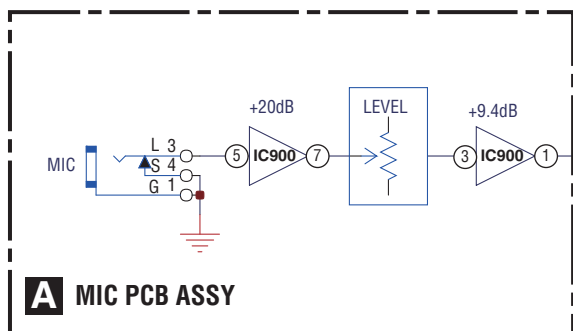 +20dB
LEVEL
+9.4dB
MIC
L 3
S 4
G 1
5 IC900 7
3 IC900 1
A MIC PCB ASSY